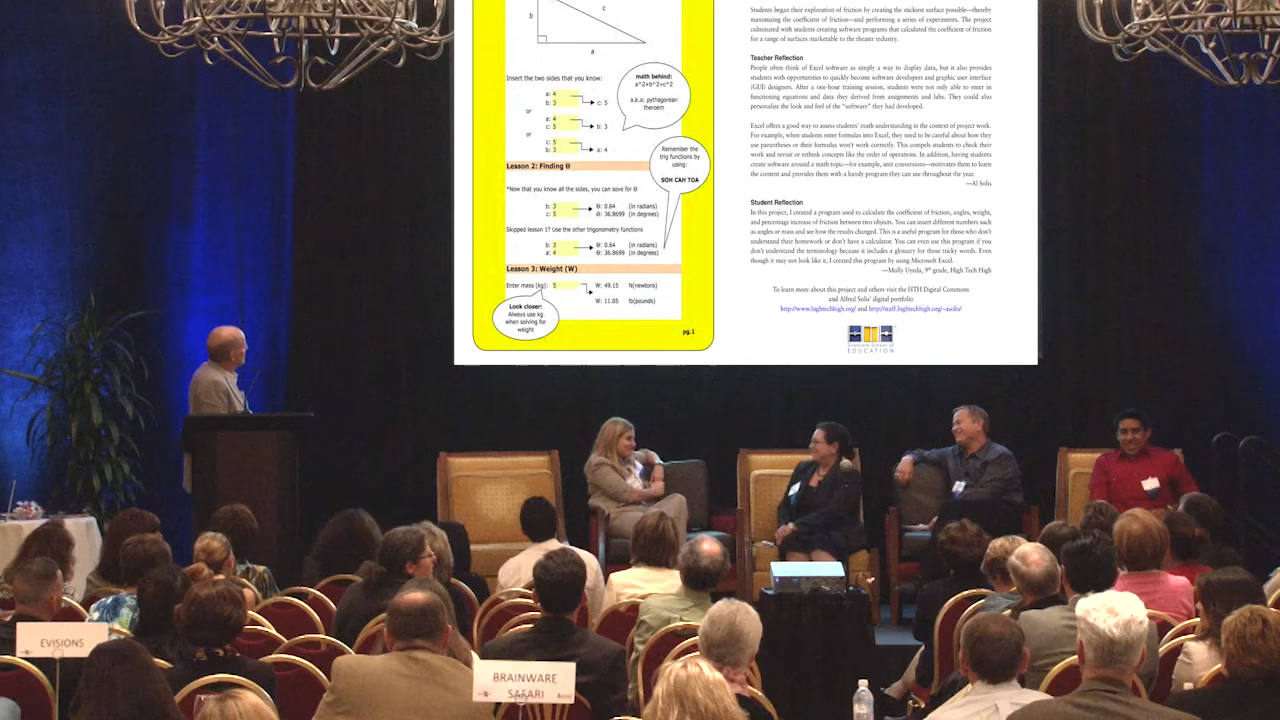 b
c
a
Insert the two sides that you know:
a: 4
b: 3
c: 5
or
a: 4
c: 5
b: 3
or
c: 5
b: 3
a: 4
math behind:
a^2+b^2=c^2
a.k.a: pythagorean
theroem
Lesson 2: Finding Θ
Remember the
trig functions by
using:
SOH CAH TOA
*Now that you know all the sides, you can solve for Θ
b: 3
c: 5
Θ: 0.64 (in radians)
Θ: 36.8699 (in degrees)
Skipped lesson 1? Use the other trigonometry functions
b: 3
a: 4
Θ: 0.64 (in radians)
Θ: 36.8699 (in degrees)
Lesson 3: Weight (W)
Enter mass (kg): 5
W: 49.15 N(newtons)
W: 11.05 lb(pounds)
Look closer:
Always use kg
when solving for
weight
pg.1
Students began their exploration of friction by creating the stickiest surface possible—thereby
maximizing the coefficient of friction—and performing a series of experiments. The project
culminated with students creating software programs that calculated the coefficient of friction
for a range of surfaces marketable to the theater industry.
Teacher Reflection
People often think of Excel software as simply a way to display data, but it also provides
students with opportunities to quickly become software developers and graphic user interface
(GUI) designers. After a one-hour training session, students were not only able to enter in
functioning equations and data they derived from assignments and labs. They could also
personalize the look and feel of the "software" they had developed.
Excel offers a good way to assess students' math understanding in the context of project work.
For example, when students enter formulas into Excel, they need to be careful about how they
use parantheses or their formulas won't work correctly. This compels students to check their
work and revisit or rethink concepts like the order of operations. In addition, having students
create software around a math topic—for example, unit conversions—motivates them to learn
the content and provides them with a handy program they can use throughout the year.
—Al Solis
Student Reflection
In this project, I created a program used to calculate the coefficient of friction, angles, weight,
and percentage increase of friction between two objects. You can insert different numbers such
as angles or mass and see how the results changed. This is a useful program for those who don't
understand their homework or don't have a calculator. You can even use this program if you
don't understand the terminology because it includes a glossary for those tricky words. Even
though it may not look like it, I created this program by using Microsoft Excel.
—Molly Uyeda, 9th grade, High Tech High
To learn more about this project and others visit the HTH Digital Commons
and Alfred Solis' digital portfolio
http://www.hightechhigh.org/ and http://staff.hightechhigh.org/~asolis/
Graduate School of
EDUCATION
EVISIONS
BRAINWARE
SAFARI